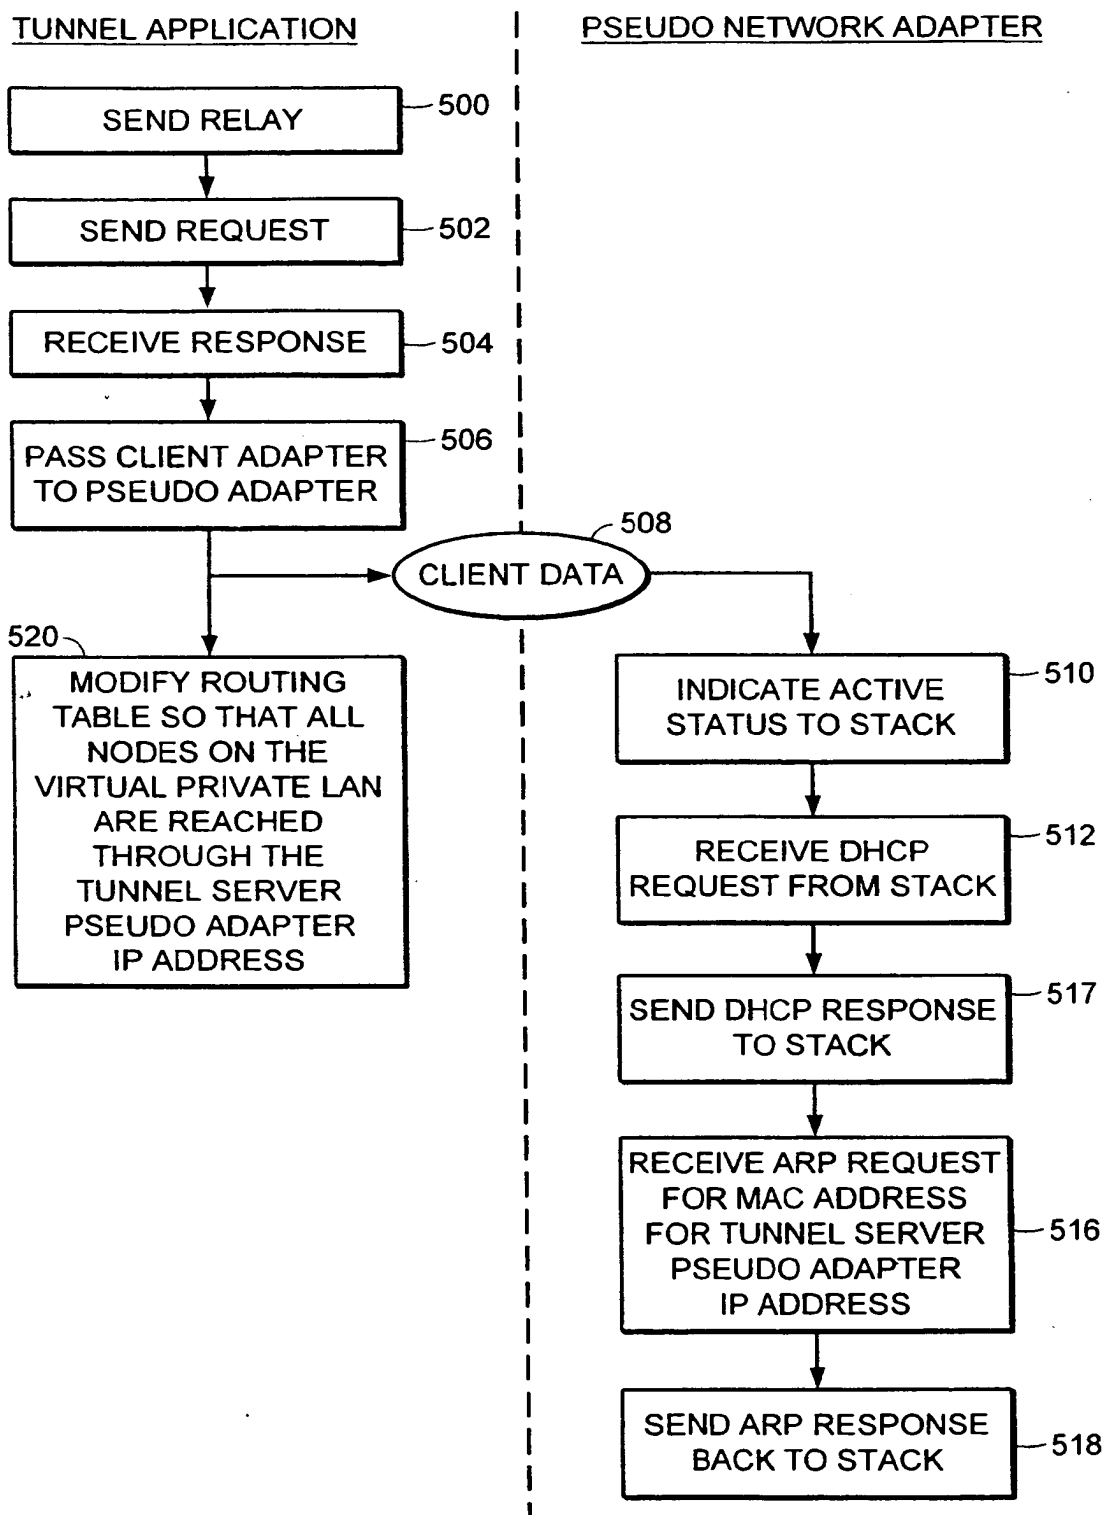 TUNNEL APPLICATION
SEND RELAY
500
SEND REQUEST
502
RECEIVE RESPONSE
504
PASS CLIENT ADAPTER
TO PSEUDO ADAPTER
506
CLIENT DATA
508
520
MODIFY ROUTING
TABLE SO THAT ALL
NODES ON THE
VIRTUAL PRIVATE LAN
ARE REACHED
THROUGH THE
TUNNEL SERVER
PSEUDO ADAPTER
IP ADDRESS
PSEUDO NETWORK ADAPTER
INDICATE ACTIVE
STATUS TO STACK
510
RECEIVE DHCP
REQUEST FROM STACK
512
SEND DHCP RESPONSE
TO STACK
517
RECEIVE ARP REQUEST
FOR MAC ADDRESS
FOR TUNNEL SERVER
PSEUDO ADAPTER
IP ADDRESS
516
SEND ARP RESPONSE
BACK TO STACK
518